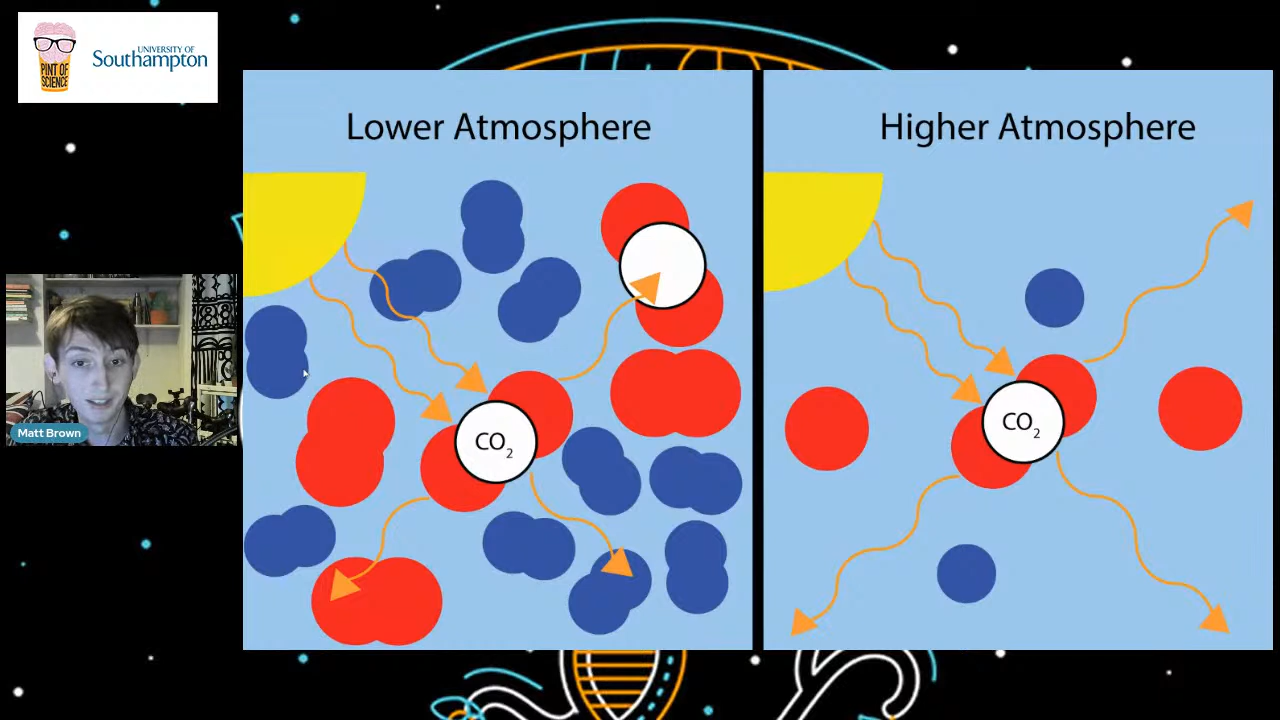 PINT OF
SCIENCE
UNIVERSITY OF
Southampton
Lower Atmosphere
Higher Atmosphere
CO2
CO2
Matt Brown